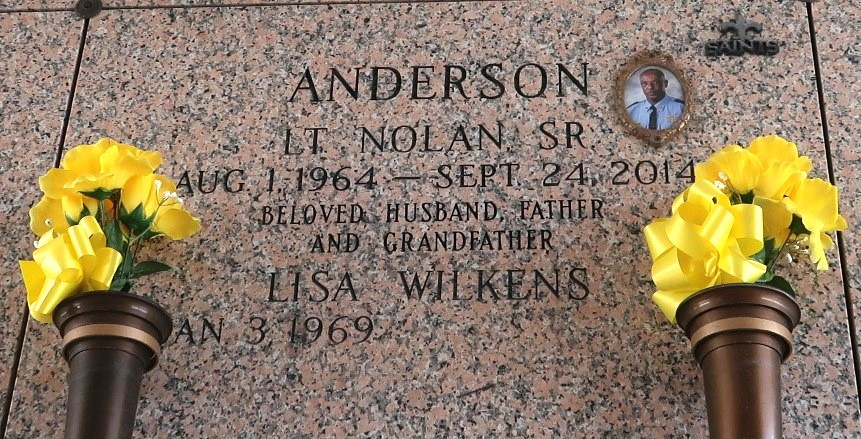 SAINTS
ANDERSON
LT. NOLAN, SR
AUG 1, 1964 — SEPT. 24, 2014
BELOVED HUSBAND, FATHER
AND GRANDFATHER
LISA WILKENS
AN 3, 1969